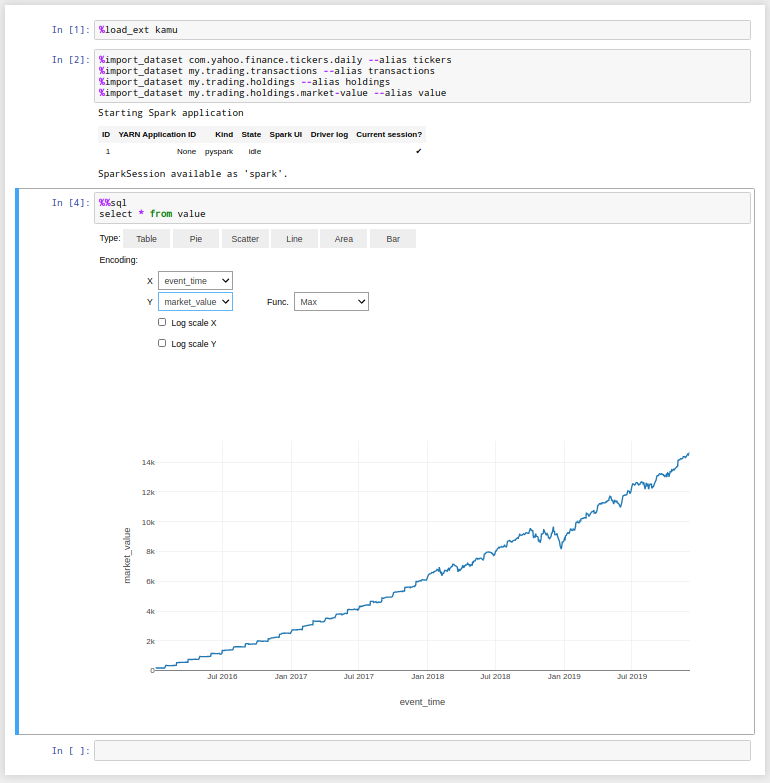 In [1]: %load_ext kamu
In [2]: %import_dataset com.yahoo.finance.tickers.daily --alias tickers
%import_dataset my.trading.transactions --alias transactions
%import_dataset my.trading.holdings --alias holdings
%import_dataset my.trading.holdings.market-value --alias value
Starting Spark application
ID YARN Application ID Kind State Spark UI Driver log Current session?
1 None pyspark idle ✔
SparkSession available as 'spark'.
In [4]: %%sql
select * from value
Type: Table Pie Scatter Line Area Bar
Encoding:
X event_time
Y market_value Func. Max
Log scale X
Log scale Y
14k
12k
10k
8k
6k
4k
2k
0
market_value
Jul 2016 Jan 2017 Jul 2017 Jan 2018 Jul 2018 Jan 2019 Jul 2019
event_time
In [ ]: